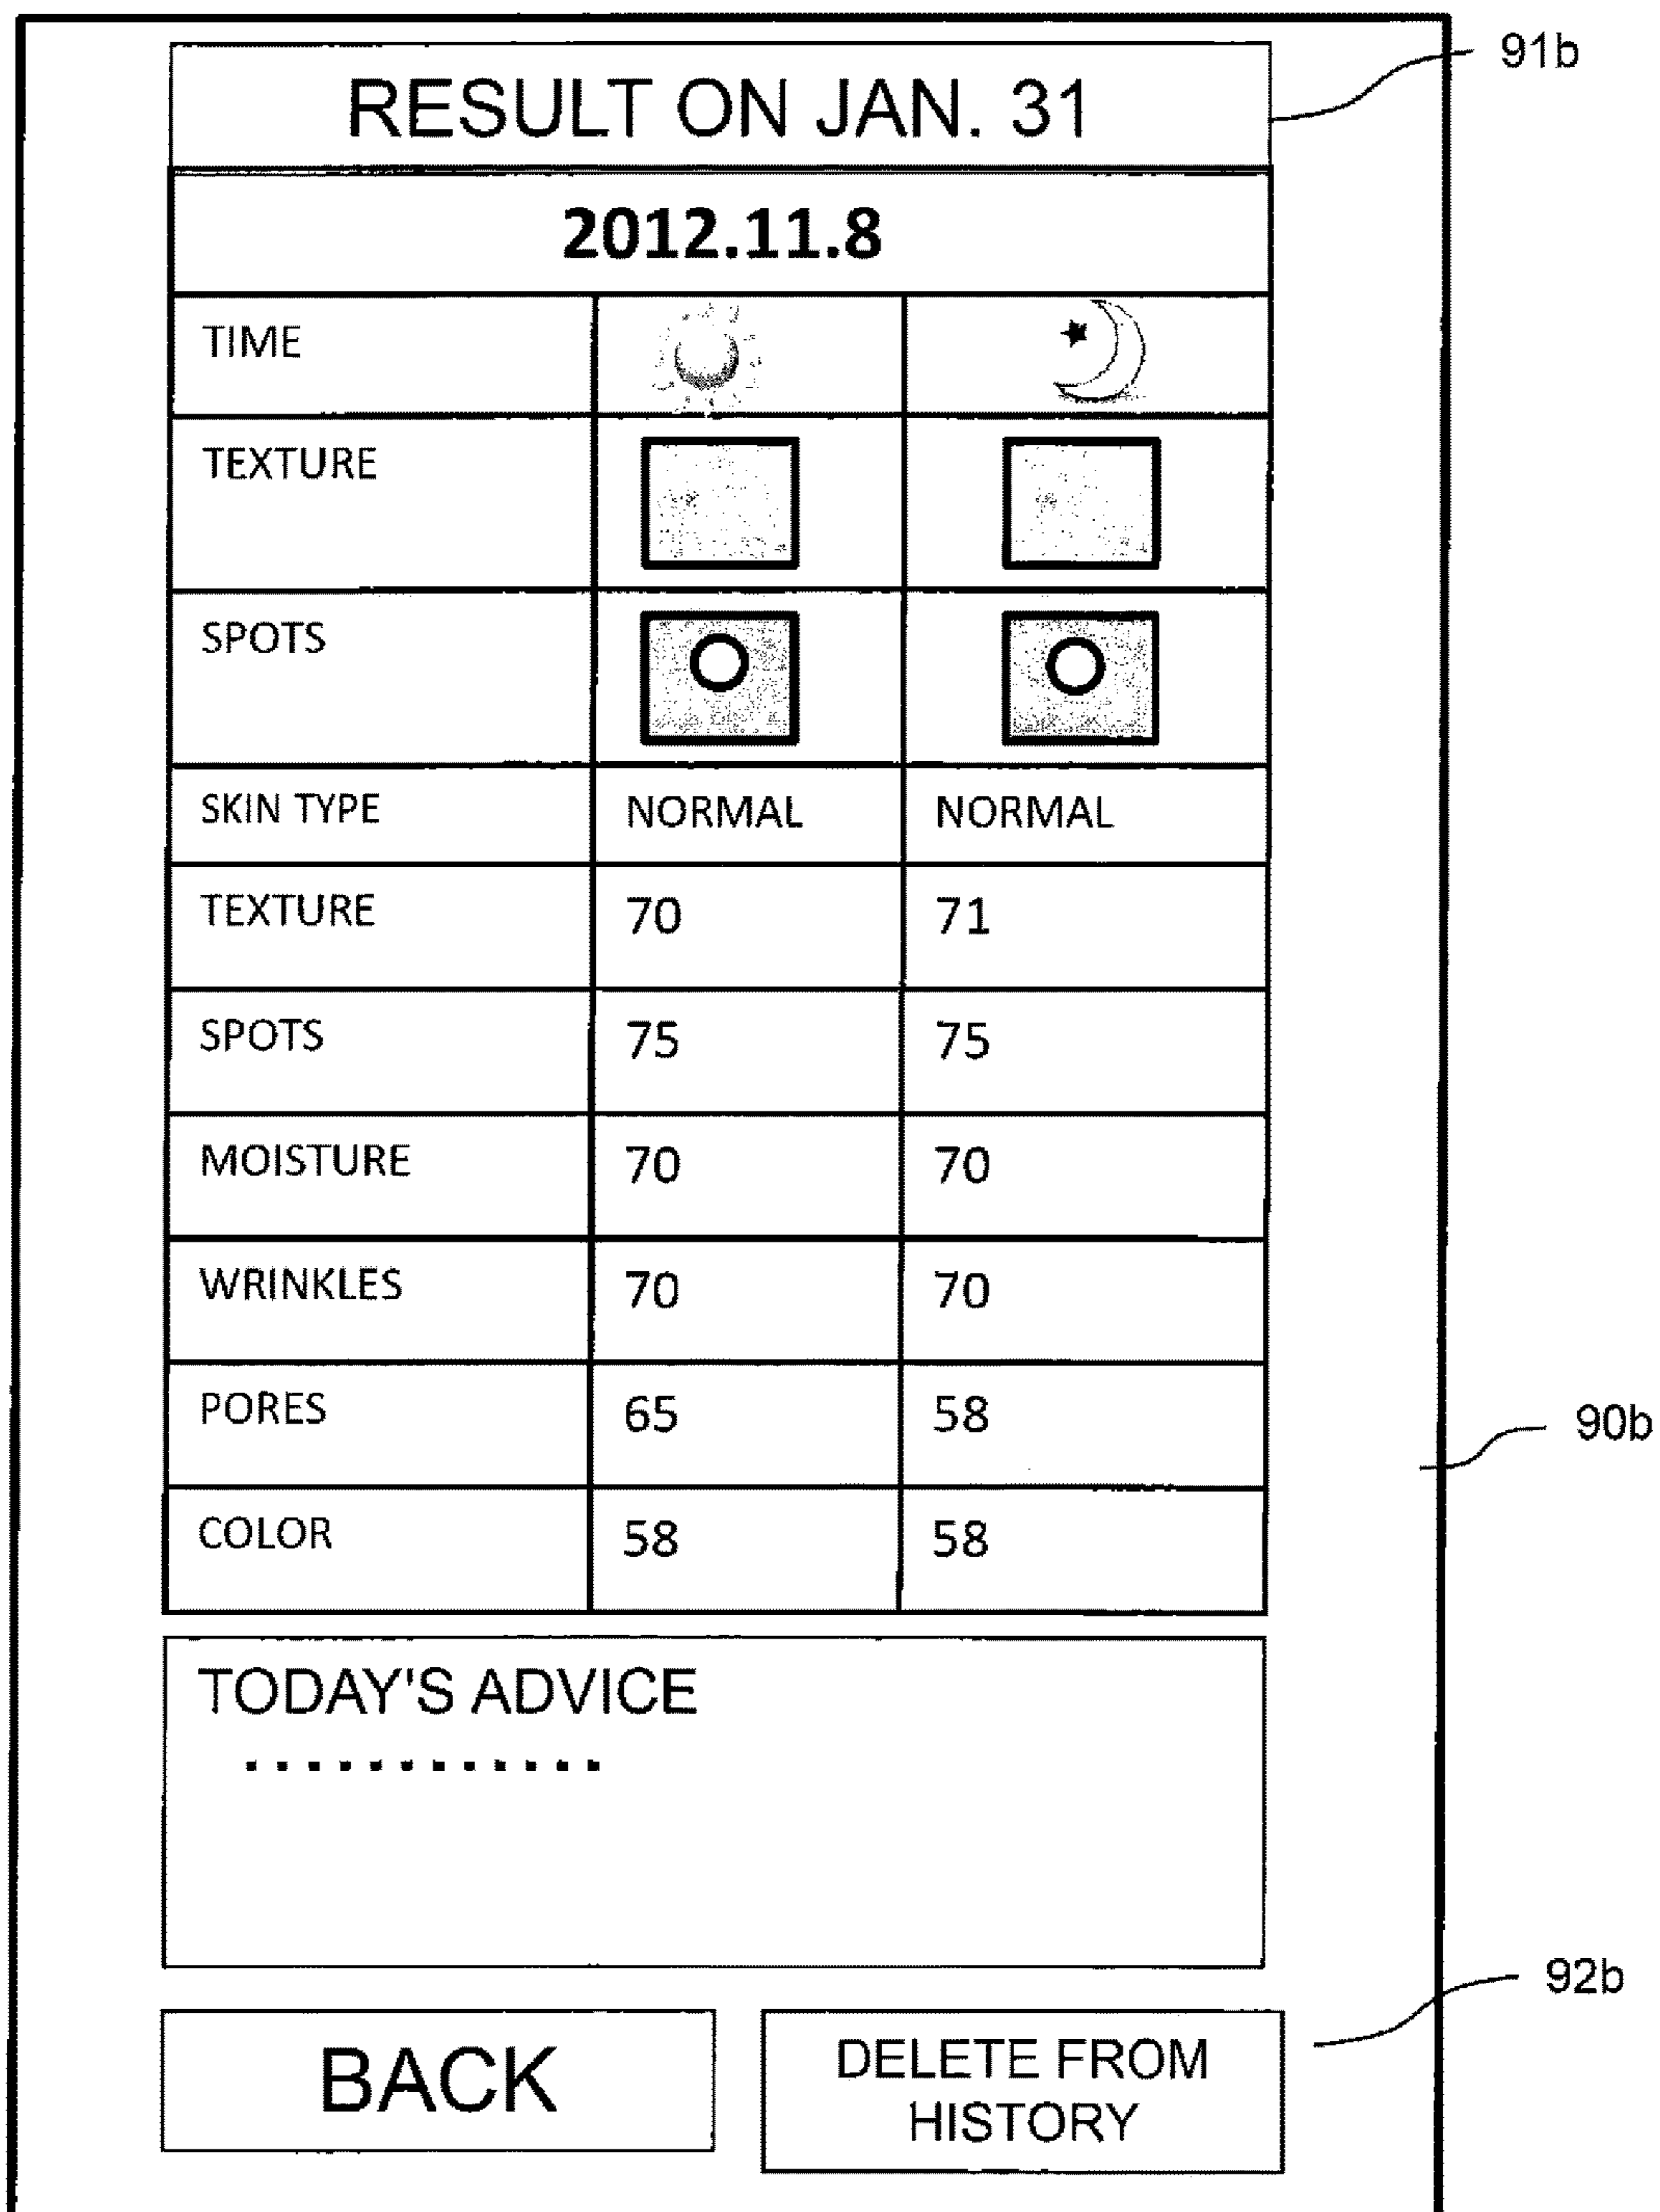 RESULT ON JAN. 31
91b
2012.11.8
TIME
TEXTURE
SPOTS
SKIN TYPE NORMAL NORMAL
TEXTURE 70 71
SPOTS 75 75
MOISTURE 70 70
WRINKLES 70 70
PORES 65 58
90b
COLOR 58 58
TODAY'S ADVICE
............
92b
BACK
DELETE FROM
HISTORY